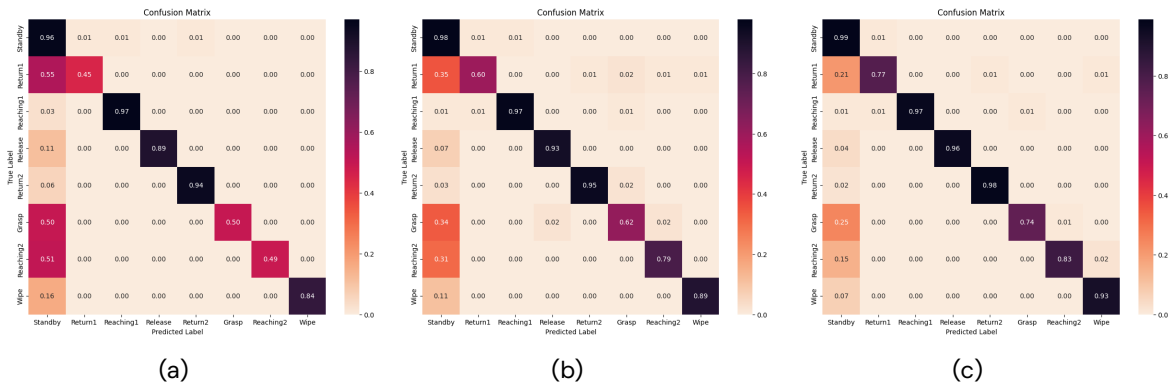 Confusion Matrix
Standby 0.96 0.01 0.01 0.00 0.01 0.00 0.00 0.00
Return1 0.55 0.45 0.00 0.00 0.00 0.00 0.00 0.00
Reaching1 0.03 0.00 0.97 0.00 0.00 0.00 0.00 0.00
Release 0.11 0.00 0.00 0.89 0.00 0.00 0.00 0.00
Return2 0.06 0.00 0.00 0.00 0.94 0.00 0.00 0.00
Grasp 0.50 0.00 0.00 0.00 0.00 0.50 0.00 0.00
Reaching2 0.51 0.00 0.00 0.00 0.00 0.00 0.49 0.00
Wipe 0.16 0.00 0.00 0.00 0.00 0.00 0.00 0.84
Standby Return1 Reaching1 Release Return2 Grasp Reaching2 Wipe
Predicted Label
True Label
0.8
0.6
0.4
0.2
0.0
(a)
Confusion Matrix
Standby 0.98 0.01 0.01 0.00 0.00 0.00 0.00 0.00
Return1 0.35 0.60 0.00 0.00 0.01 0.02 0.01 0.01
Reaching1 0.01 0.01 0.97 0.00 0.00 0.01 0.00 0.00
Release 0.07 0.00 0.00 0.93 0.00 0.00 0.00 0.00
Return2 0.03 0.00 0.00 0.00 0.95 0.02 0.00 0.00
Grasp 0.34 0.00 0.00 0.02 0.00 0.62 0.02 0.00
Reaching2 0.31 0.00 0.00 0.00 0.00 0.00 0.79 0.00
Wipe 0.11 0.00 0.00 0.00 0.00 0.00 0.00 0.89
Standby Return1 Reaching1 Release Return2 Grasp Reaching2 Wipe
Predicted Label
True Label
0.8
0.6
0.4
0.2
0.0
(b)
Confusion Matrix
Standby 0.99 0.00 0.00 0.00 0.00 0.00 0.00 0.00
Return1 0.21 0.77 0.00 0.00 0.01 0.00 0.00 0.01
Reaching1 0.01 0.01 0.97 0.00 0.00 0.01 0.00 0.00
Release 0.04 0.00 0.00 0.96 0.00 0.00 0.00 0.00
Return2 0.02 0.00 0.00 0.00 0.98 0.00 0.00 0.00
Grasp 0.25 0.00 0.00 0.00 0.00 0.74 0.01 0.00
Reaching2 0.15 0.00 0.00 0.00 0.00 0.00 0.83 0.02
Wipe 0.07 0.00 0.00 0.00 0.00 0.00 0.00 0.93
Standby Return1 Reaching1 Release Return2 Grasp Reaching2 Wipe
Predicted Label
True Label
0.8
0.6
0.4
0.2
0.0
(c)